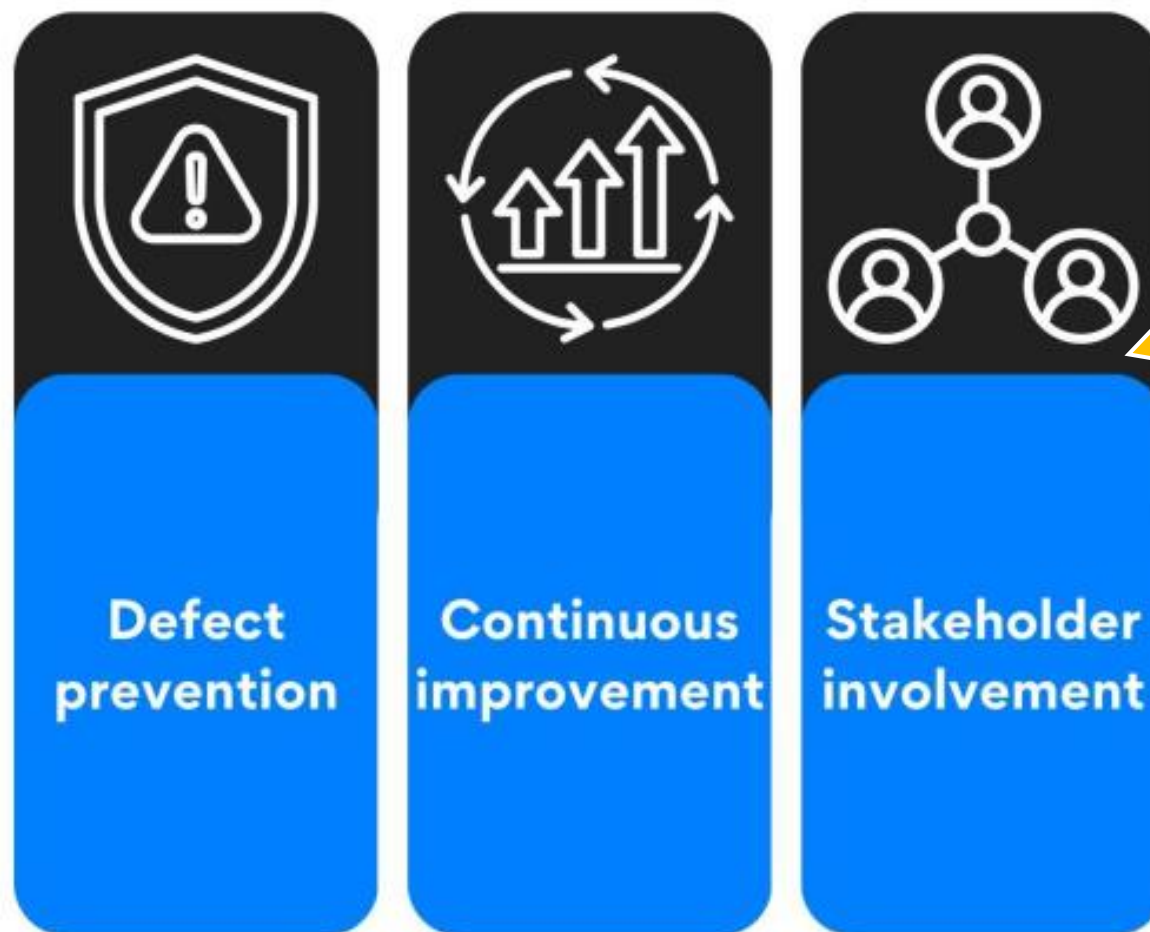 Defect
prevention
Continuous
improvement
Stakeholder
involvement